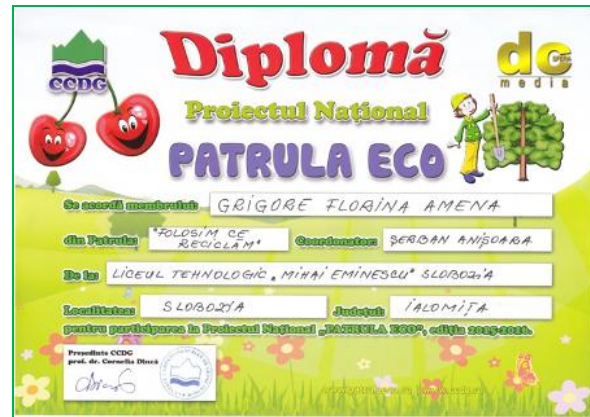 CCDG
Diplomă
dc
media
Proiectul Național
PATRULA ECO
Se acordă membrului: GRIGORE FLORINA AMENA
din Patrula: "FOLOSIM CE RECICLĂM" Coordonator: ȘERBAN ANIȘOARA
De la: LICEUL TEHNOLOGIC „MIHAI EMINESCU" SLOBOZIA
Localitatea: SLOBOZIA Județul: IALOMIȚA
pentru participarea la Proiectul Național „PATRULA ECO", ediția 2015-2016.
Președinte CCDG
prof. dr. Cornelia Dincă